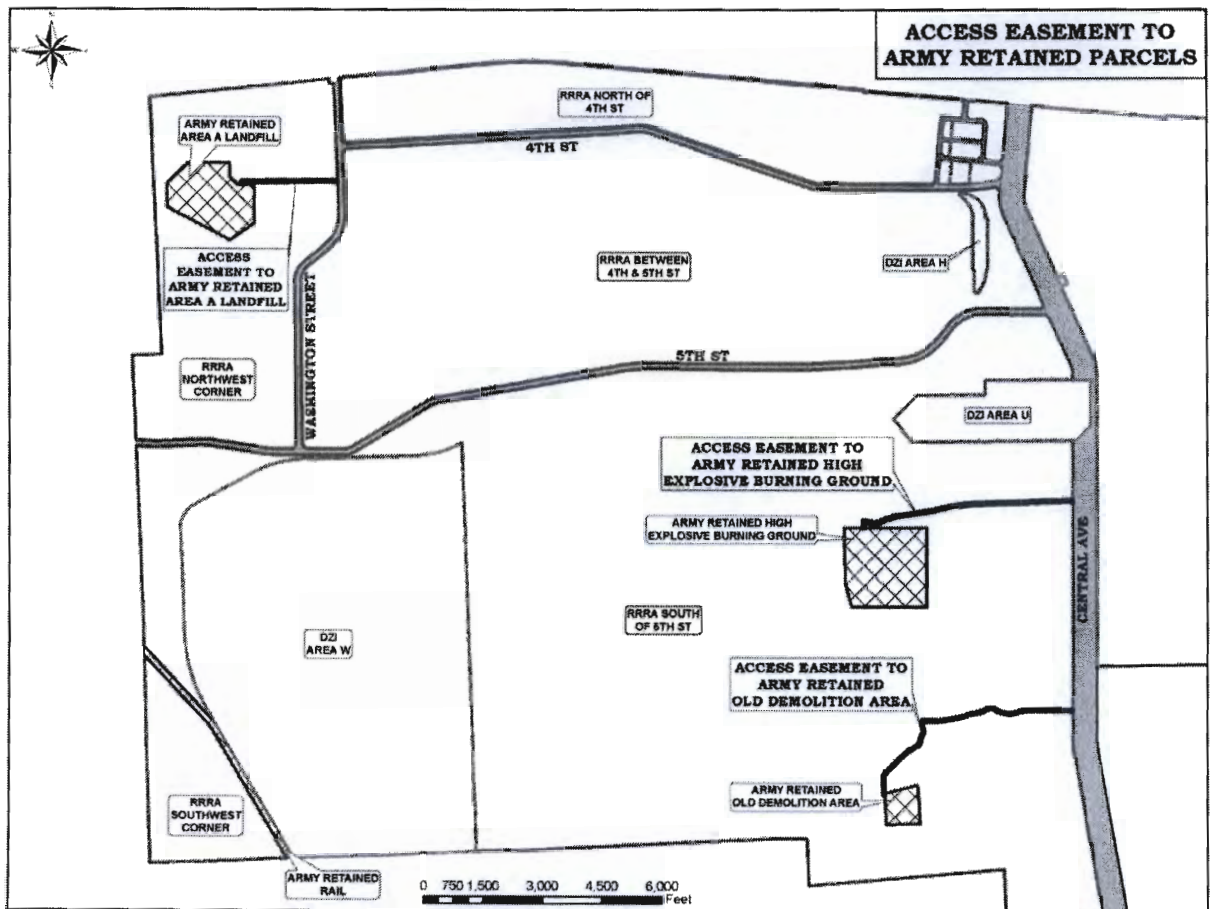 ACCESS EASEMENT TO
ARMY RETAINED PARCELS
RRRA NORTH OF
4TH ST
ARMY RETAINED
AREA A LANDFILL
4TH ST
ACCESS
EASEMENT TO
ARMY RETAINED
AREA A LANDFILL
RRRA BETWEEN
4TH & 5TH ST
DZI AREA H
WASHINGTON STREET
RRRA
NORTHWEST
CORNER
5TH ST
DZI AREA U
ACCESS EASEMENT TO
ARMY RETAINED HIGH
EXPLOSIVE BURNING GROUND
ARMY RETAINED HIGH
EXPLOSIVE BURNING GROUND
CENTRAL AVE
RRRA SOUTH
OF 5TH ST
DZI
AREA W
ACCESS EASEMENT TO
ARMY RETAINED
OLD DEMOLITION AREA
ARMY RETAINED
OLD DEMOLITION AREA
RRRA
SOUTHWEST
CORNER
ARMY RETAINED
RAIL
0 750 1,500 3,000 4,500 6,000
Feet